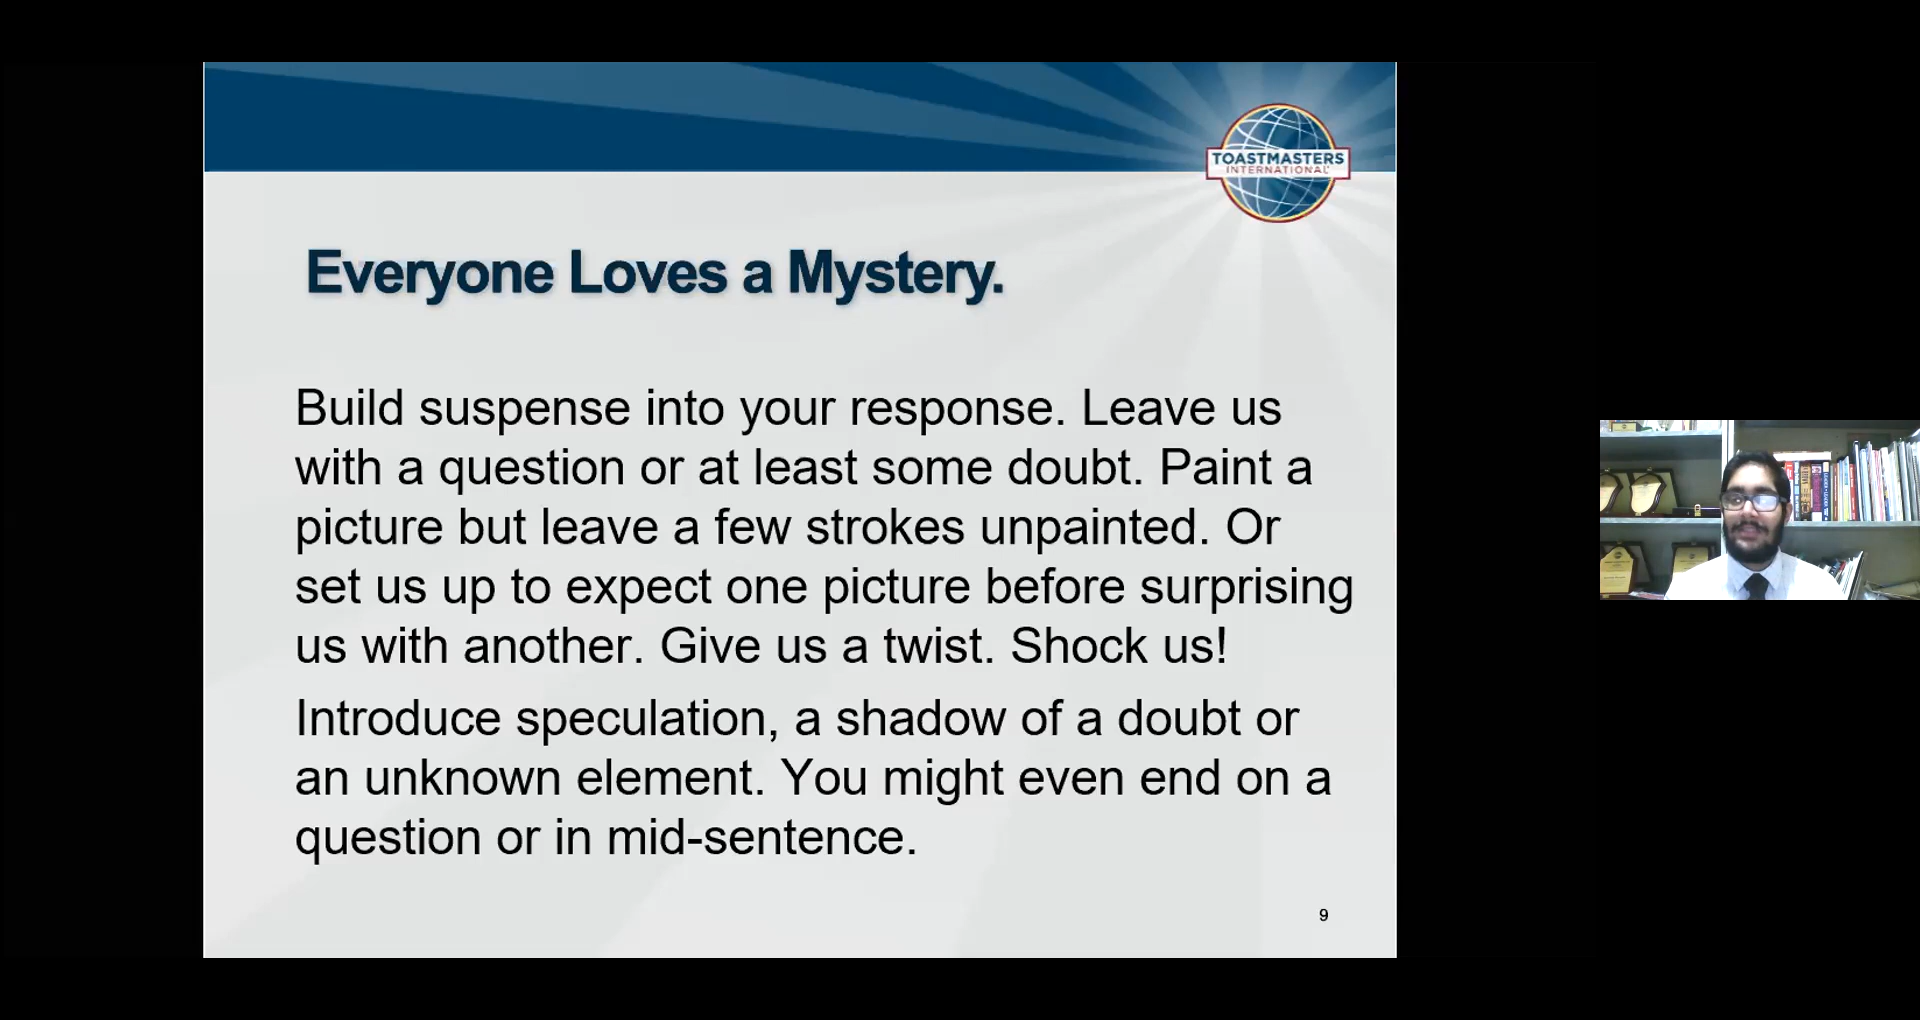 TOASTMASTERS
INTERNATIONAL
Everyone Loves a Mystery.
Build suspense into your response. Leave us
with a question or at least some doubt. Paint a
picture but leave a few strokes unpainted. Or
set us up to expect one picture before surprising
us with another. Give us a twist. Shock us!
Introduce speculation, a shadow of a doubt or
an unknown element. You might even end on a
question or in mid-sentence.
9